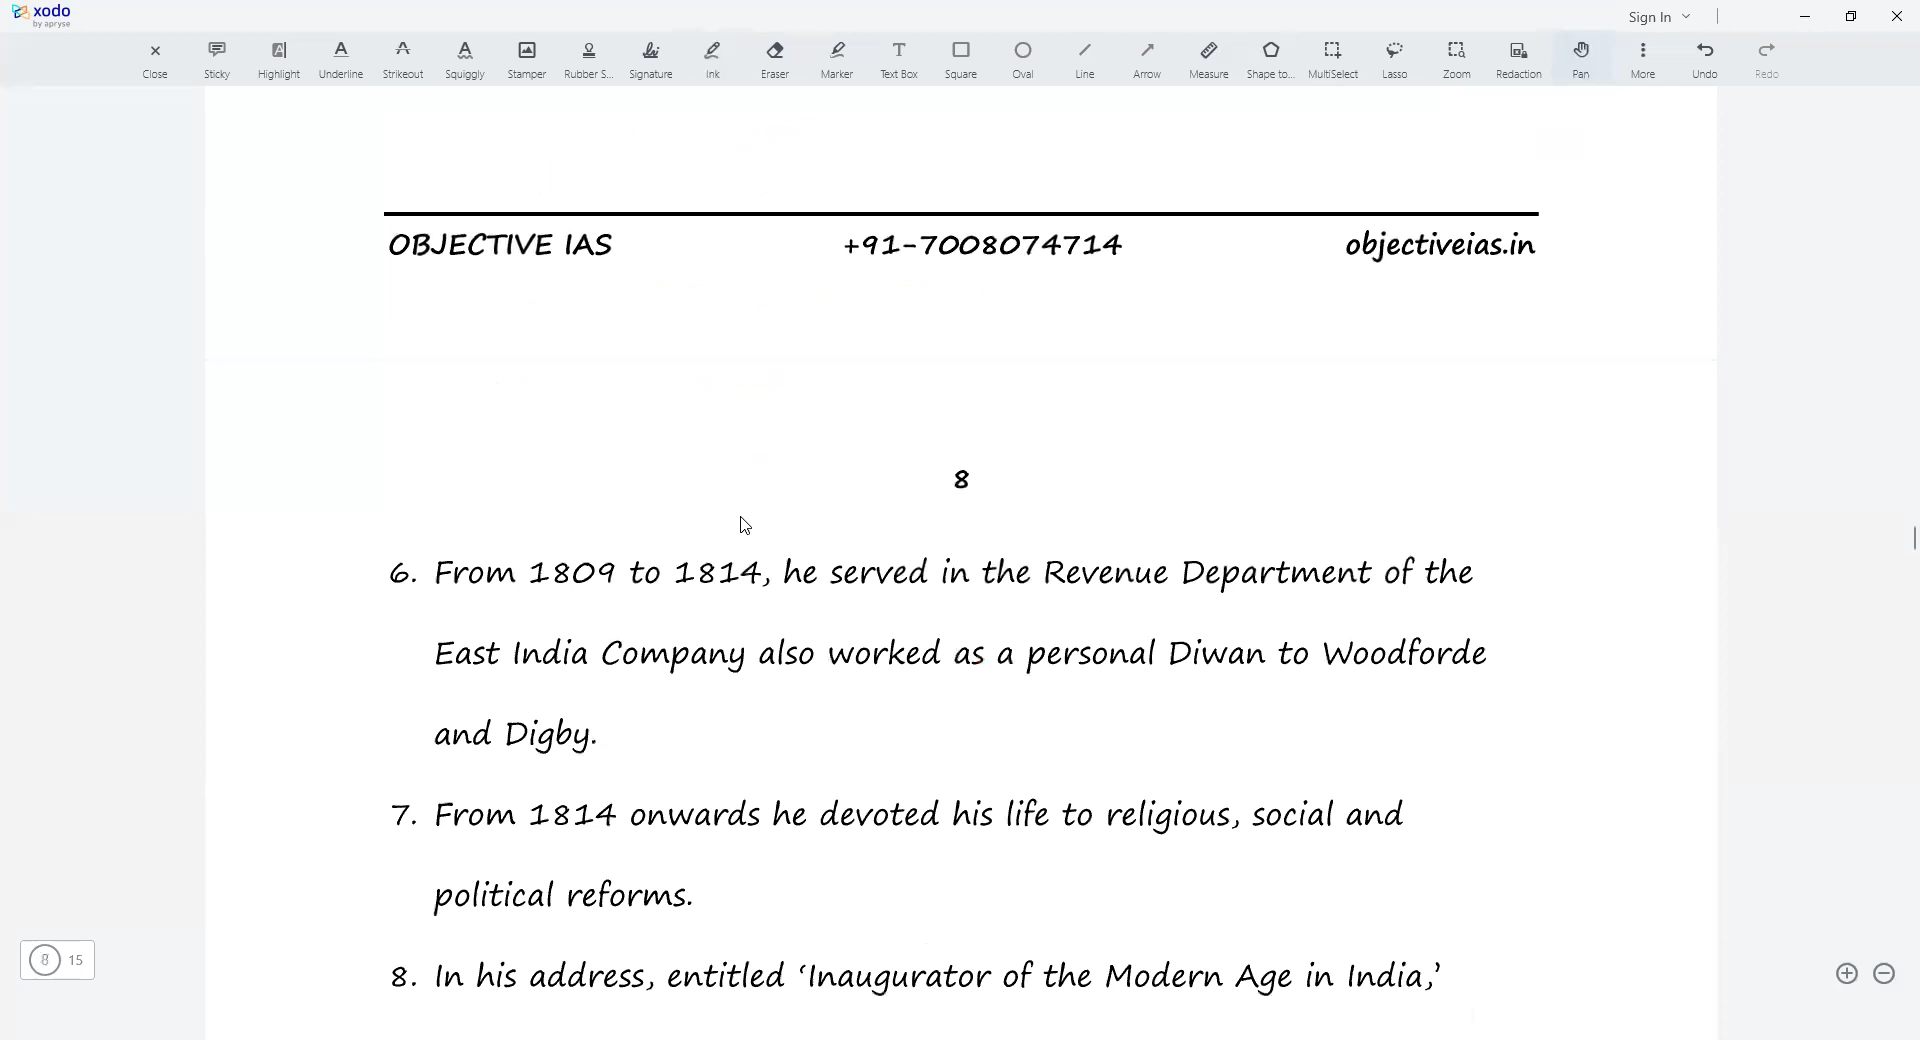 xodo
by apryse
Sign In
Close
Sticky
Highlight
Underline
Strikeout
Squiggly
Stamper
Rubber S...
Signature
Ink
Eraser
Marker
Text Box
Square
Oval
Line
Arrow
Measure
Shape to...
MultiSelect
Lasso
Zoom
Redaction
Pan
More
Undo
Redo
OBJECTIVE IAS +91-7008074714 objectiveias.in
8
6. From 1809 to 1814, he served in the Revenue Department of the
East India Company also worked as a personal Diwan to Woodforde
and Digby.
7. From 1814 onwards he devoted his life to religious, social and
political reforms.
8. In his address, entitled ‘Inaugurator of the Modern Age in India,’
8 15